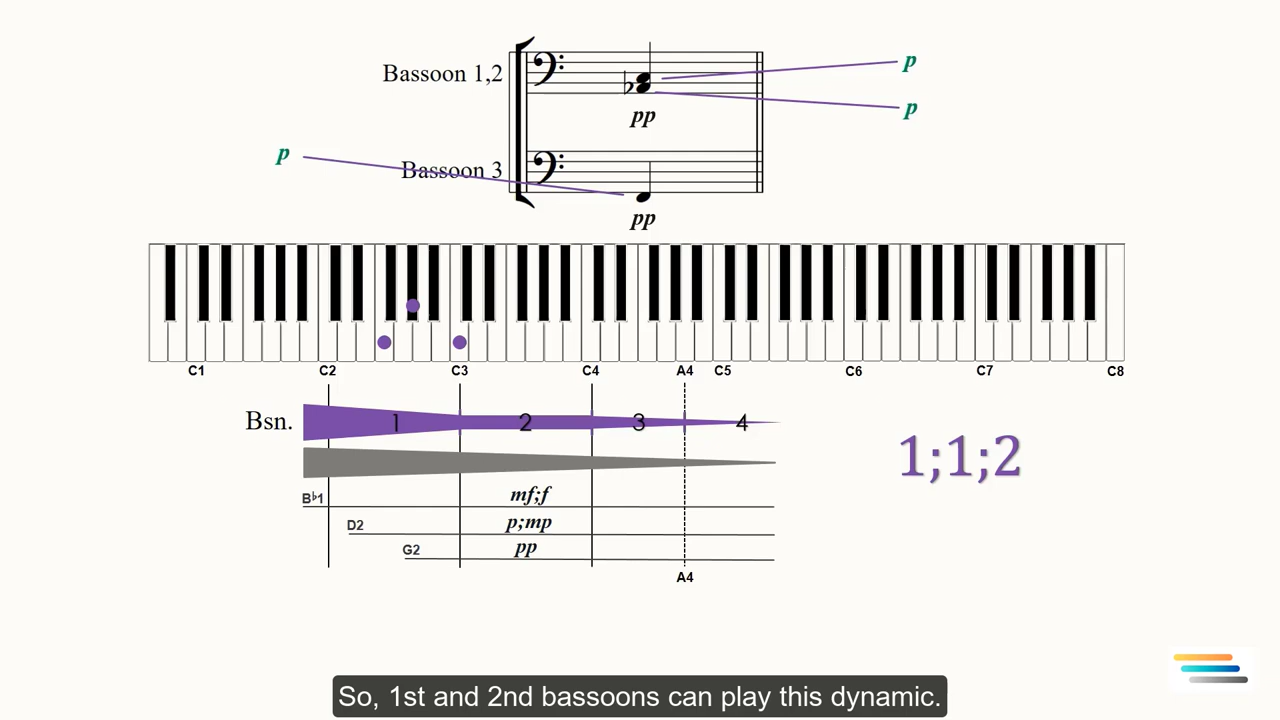 Bassoon 1,2
p
p
pp
p
Bassoon 3
pp
C1 C2 C3 C4 A4 C5 C6 C7 C8
Bsn. 1 2 3 4
1;1;2
B♭1 mf;f
D2 p;mp
G2 pp
A4
So, 1st and 2nd bassoons can play this dynamic.